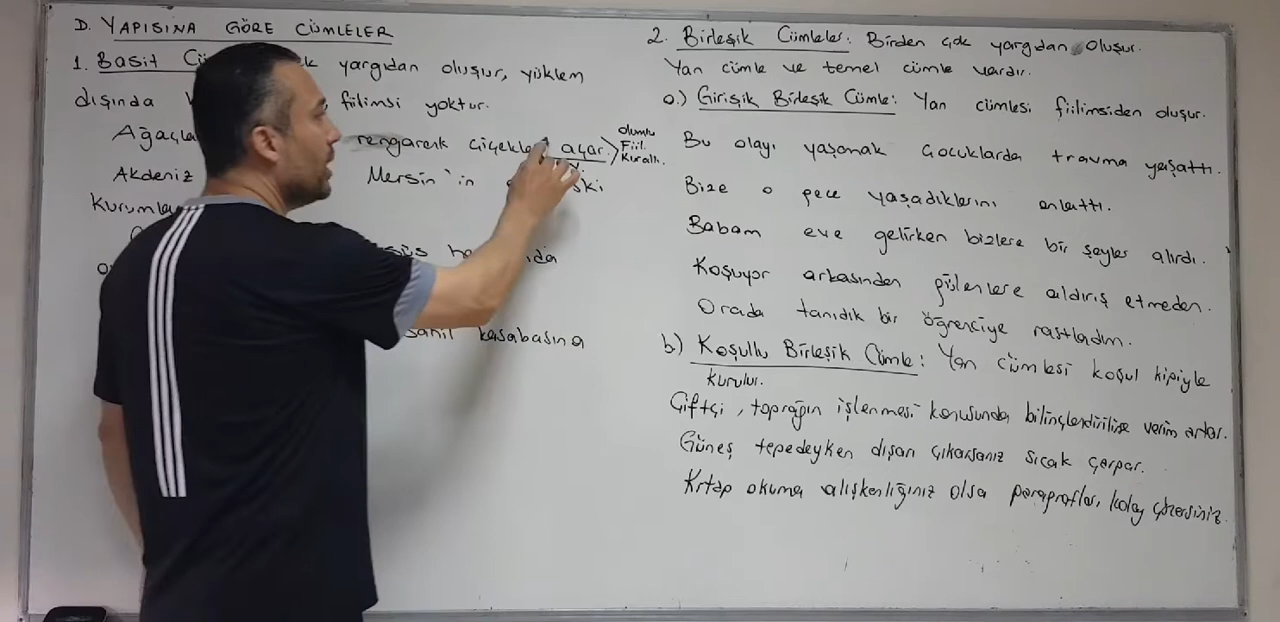 D. YAPISINA GÖRE CÜMLELER
1. Basit Cü k yargıdan oluşur, yüklem
dışında fiilimsi yoktur.
Ağaçla rengarenk çiçekler açar
olumlu
Fiil
Kurallı
Akdeniz Mersin'in
kurumla
da
sahil kasabasına
2. Birleşik Cümleler: Birden çok yargıdan oluşur.
Yan cümle ve temel cümle vardır.
a.) Girişik Birleşik Cümle: Yan cümlesi fiilimsiden oluşur.
Bu olayı yaşamak çocuklarda travma yaşattı.
Bize o gece yaşadıklarını anlattı.
Babam eve gelirken bizlere bir şeyler alırdı.
Koşuyor arkasından gülenlere aldırış etmeden.
Orada tanıdık bir öğrenciye rastladım.
b) Koşullu Birleşik Cümle: Yan cümlesi koşul kipiyle
kurulur.
Çiftçi, toprağın işlenmesi konusunda bilinçlendirilirse verim artar.
Güneş tepedeyken dışarı çıkarsanız sıcak çarpar.
Kitap okuma alışkanlığınız olsa paragrafları kolay çözersiniz.